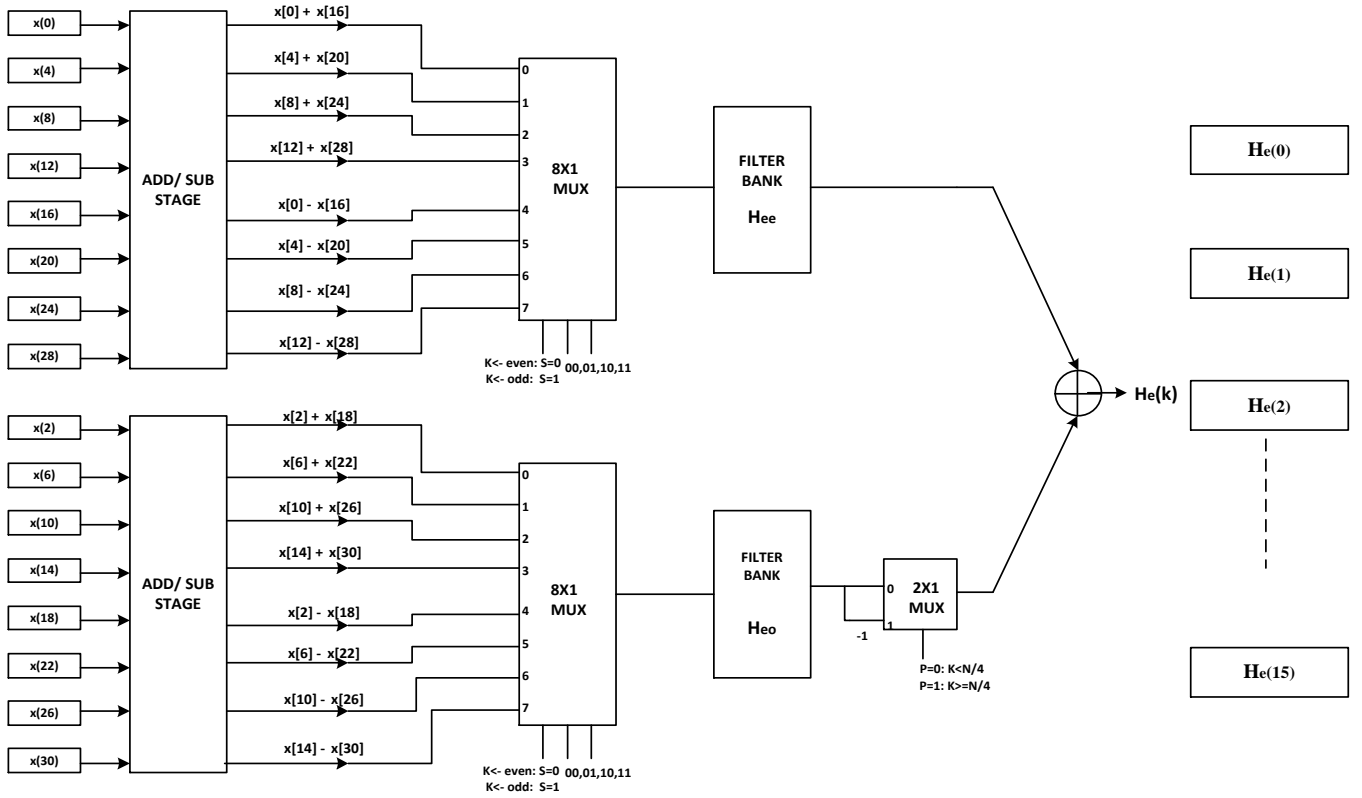 x(0)
x(4)
x(8)
x(12)
x(16)
x(20)
x(24)
x(28)
ADD/ SUB
STAGE
x[0] + x[16]
x[4] + x[20]
x[8] + x[24]
x[12] + x[28]
x[0] - x[16]
x[4] - x[20]
x[8] - x[24]
x[12] - x[28]
0
1
2
3
4
5
6
7
8X1
MUX
K<- even: S=0 00,01,10,11
K<- odd: S=1
FILTER
BANK
Hee
x(2)
x(6)
x(10)
x(14)
x(18)
x(22)
x(26)
x(30)
ADD/ SUB
STAGE
x[2] + x[18]
x[6] + x[22]
x[10] + x[26]
x[14] + x[30]
x[2] - x[18]
x[6] - x[22]
x[10] - x[26]
x[14] - x[30]
0
1
2
3
4
5
6
7
8X1
MUX
K<- even: S=0 00,01,10,11
K<- odd: S=1
FILTER
BANK
Heo
-1
0
1
2X1
MUX
P=0: K<N/4
P=1: K>=N/4
He(k)
He(0)
He(1)
He(2)
He(15)